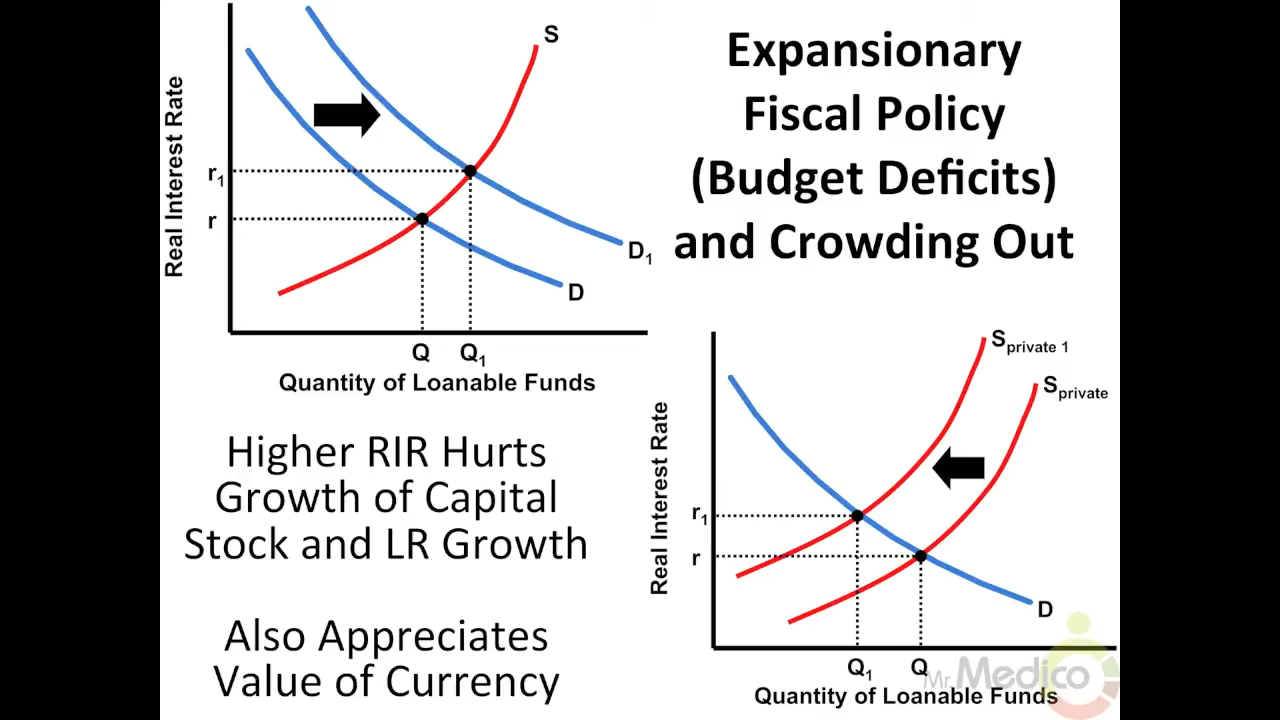 Expansionary
Fiscal Policy
(Budget Deficits)
and Crowding Out
Real Interest Rate
S
r1
r
D1
D
Q
Q1
Quantity of Loanable Funds
Higher RIR Hurts
Growth of Capital
Stock and LR Growth
Also Appreciates
Value of Currency
Real Interest Rate
Sprivate 1
Sprivate
r1
r
D
Q1
Q
Quantity of Loanable Funds
Mr.Medico